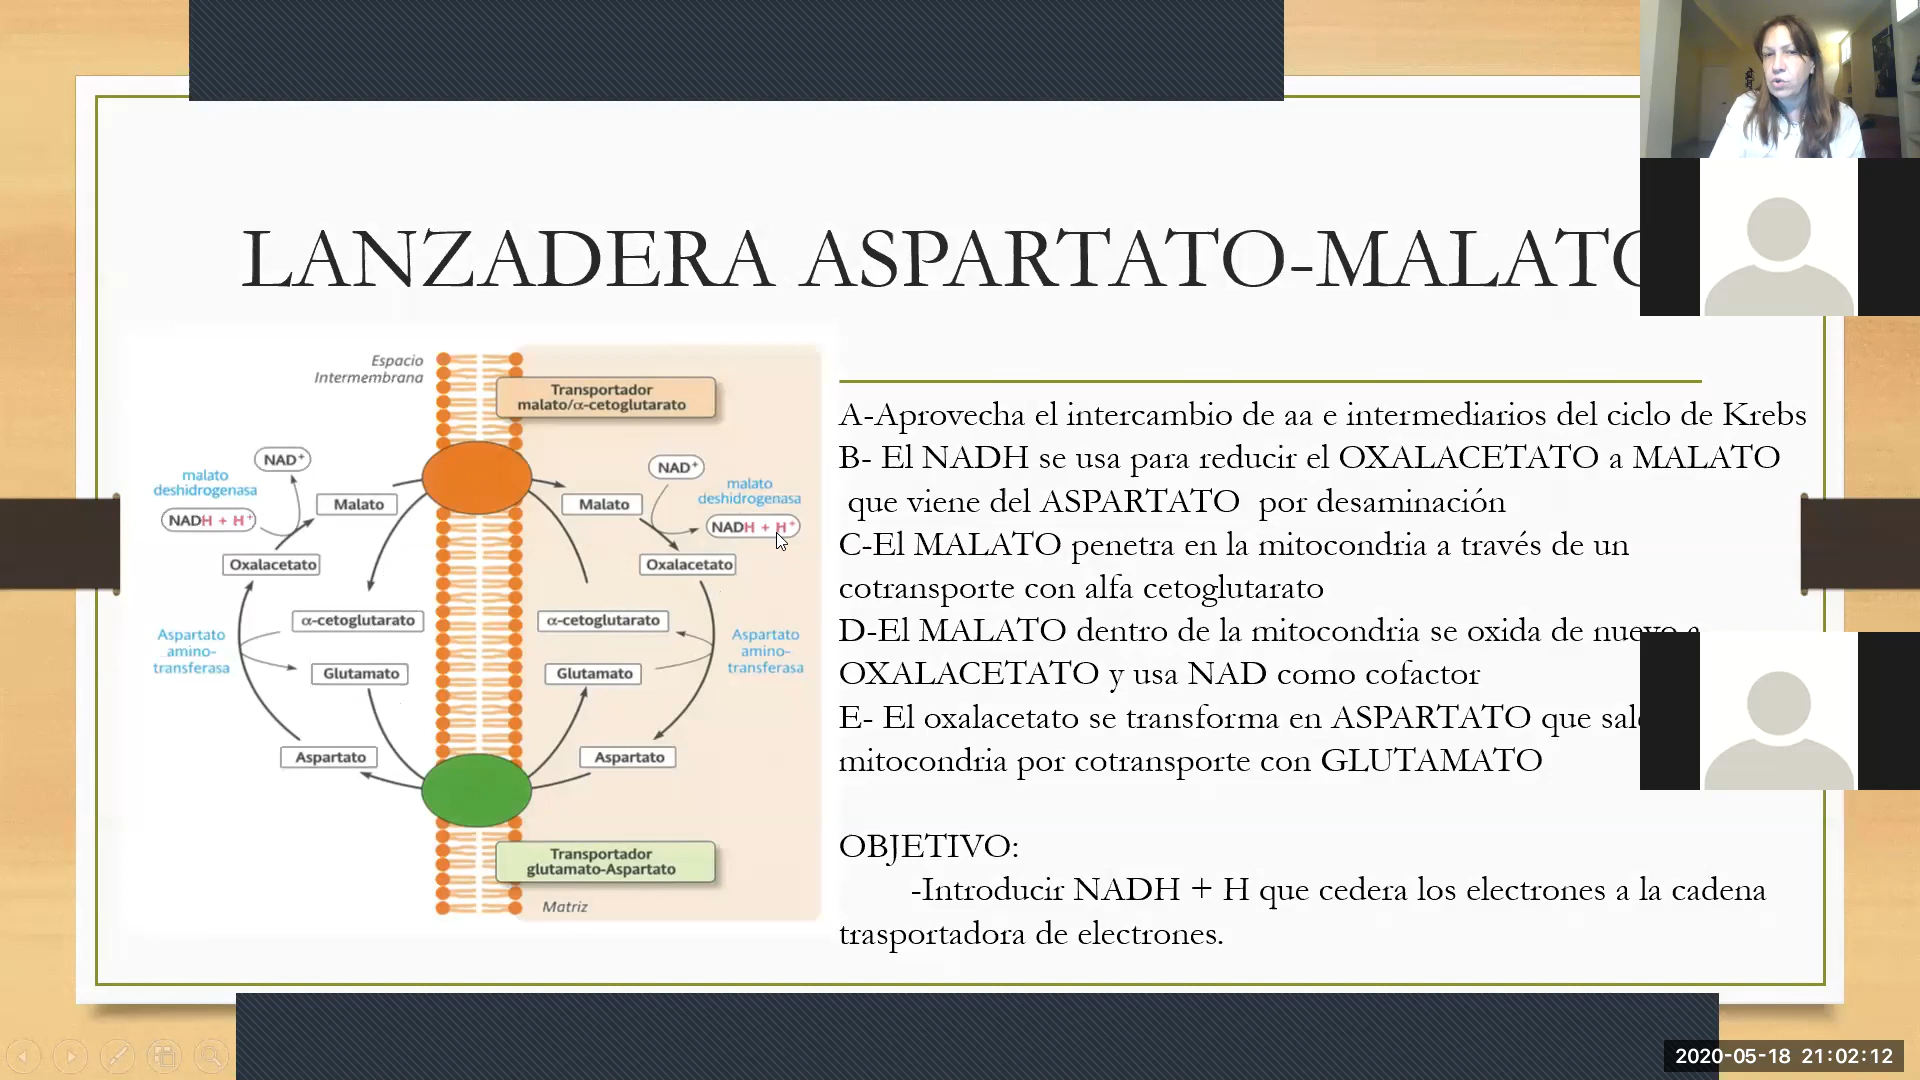 LANZADERA ASPARTATO-MALATO
Espacio
Intermembrana
Transportador
malato/α-cetoglutarato
NAD⁺
malato
deshidrogenasa
NADH + H⁺
Malato
Oxalacetato
α-cetoglutarato
Aspartato
amino-
transferasa
Glutamato
Aspartato
Malato
NAD⁺
malato
deshidrogenasa
NADH + H⁺
Oxalacetato
α-cetoglutarato
Aspartato
amino-
transferasa
Glutamato
Aspartato
Transportador
glutamato-Aspartato
Matriz
A-Aprovecha el intercambio de aa e intermediarios del ciclo de Krebs
B- El NADH se usa para reducir el OXALACETATO a MALATO
que viene del ASPARTATO por desaminación
C-El MALATO penetra en la mitocondria a través de un
cotransporte con alfa cetoglutarato
D-El MALATO dentro de la mitocondria se oxida de nuevo a
OXALACETATO y usa NAD como cofactor
E- El oxalacetato se transforma en ASPARTATO que sale
mitocondria por cotransporte con GLUTAMATO
OBJETIVO:
-Introducir NADH + H que cedera los electrones a la cadena
trasportadora de electrones.
2020-05-18 21:02:12